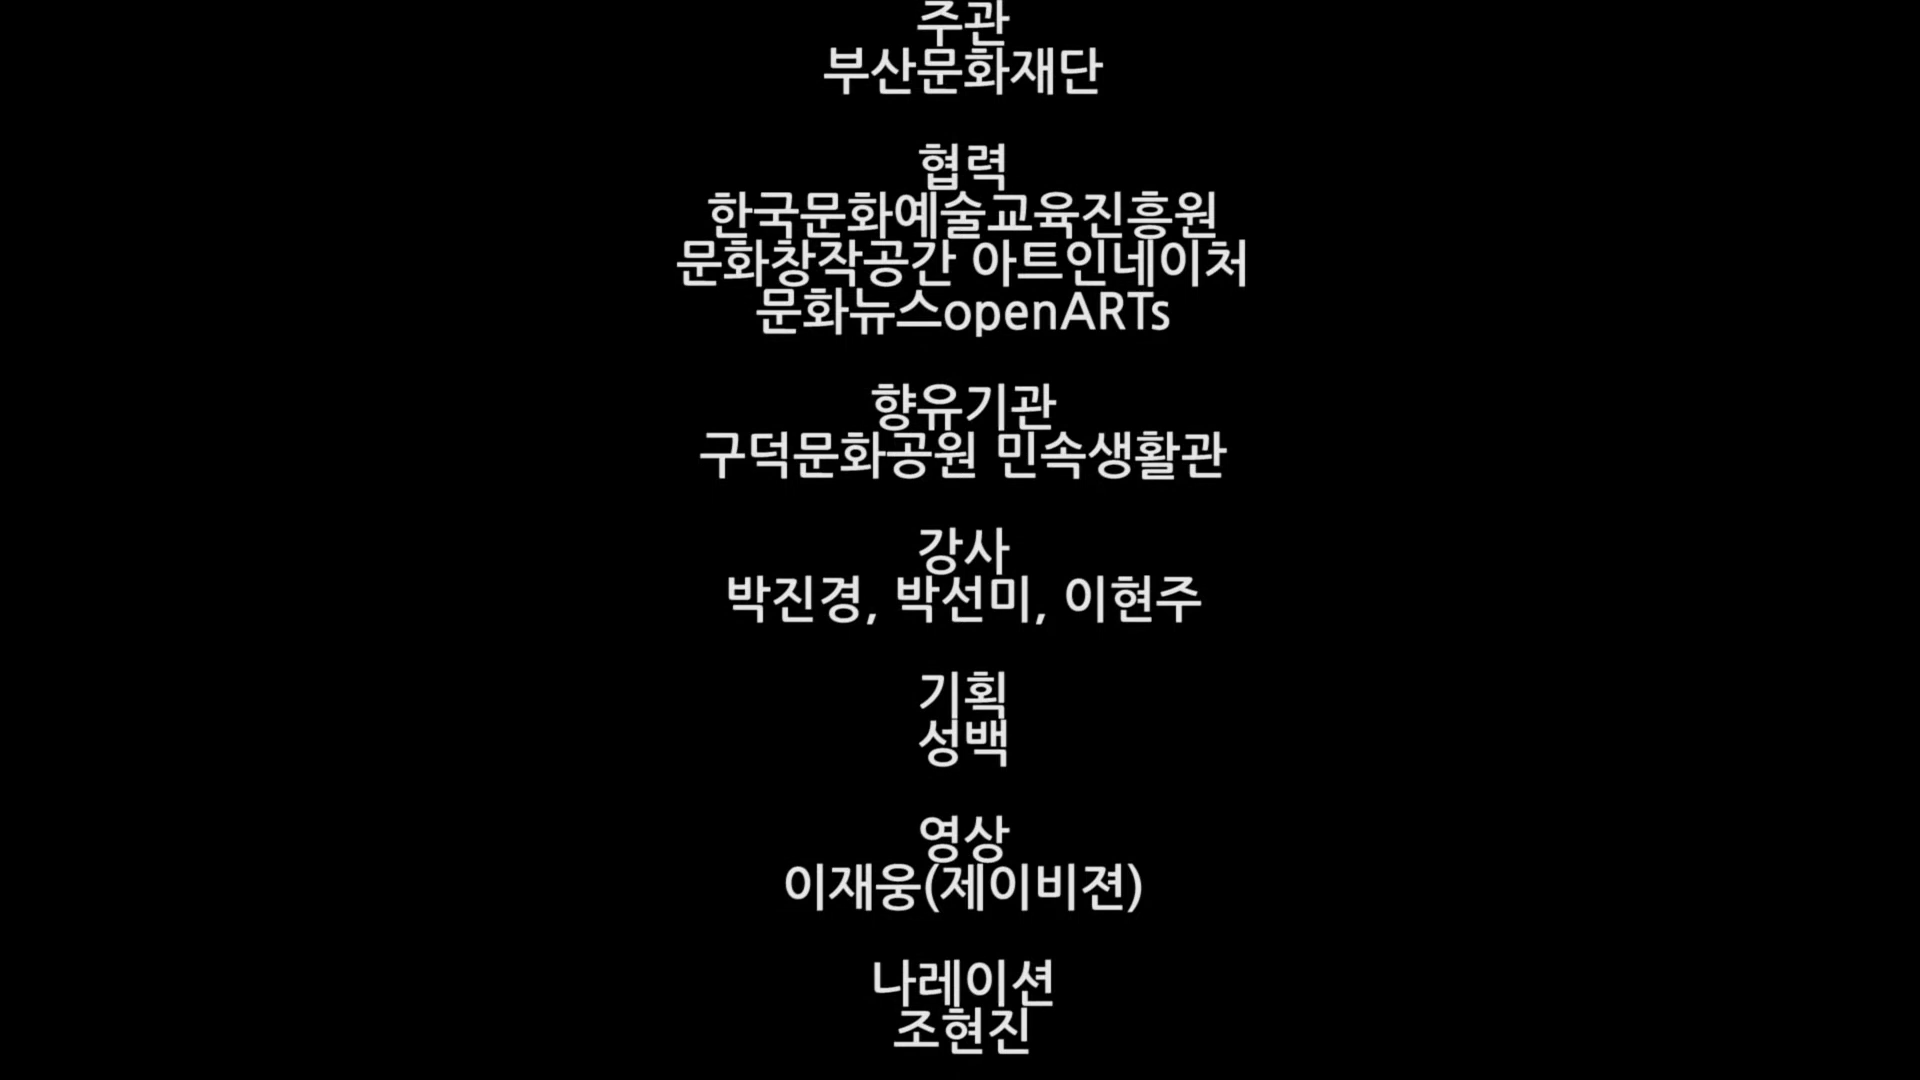 주관
부산문화재단
협력
한국문화예술교육진흥원
문화창작공간 아트인네이처
문화뉴스openARTs
향유기관
구덕문화공원 민속생활관
강사
박진경, 박선미, 이현주
기획
성백
영상
이재웅(제이비젼)
나레이션
조현진